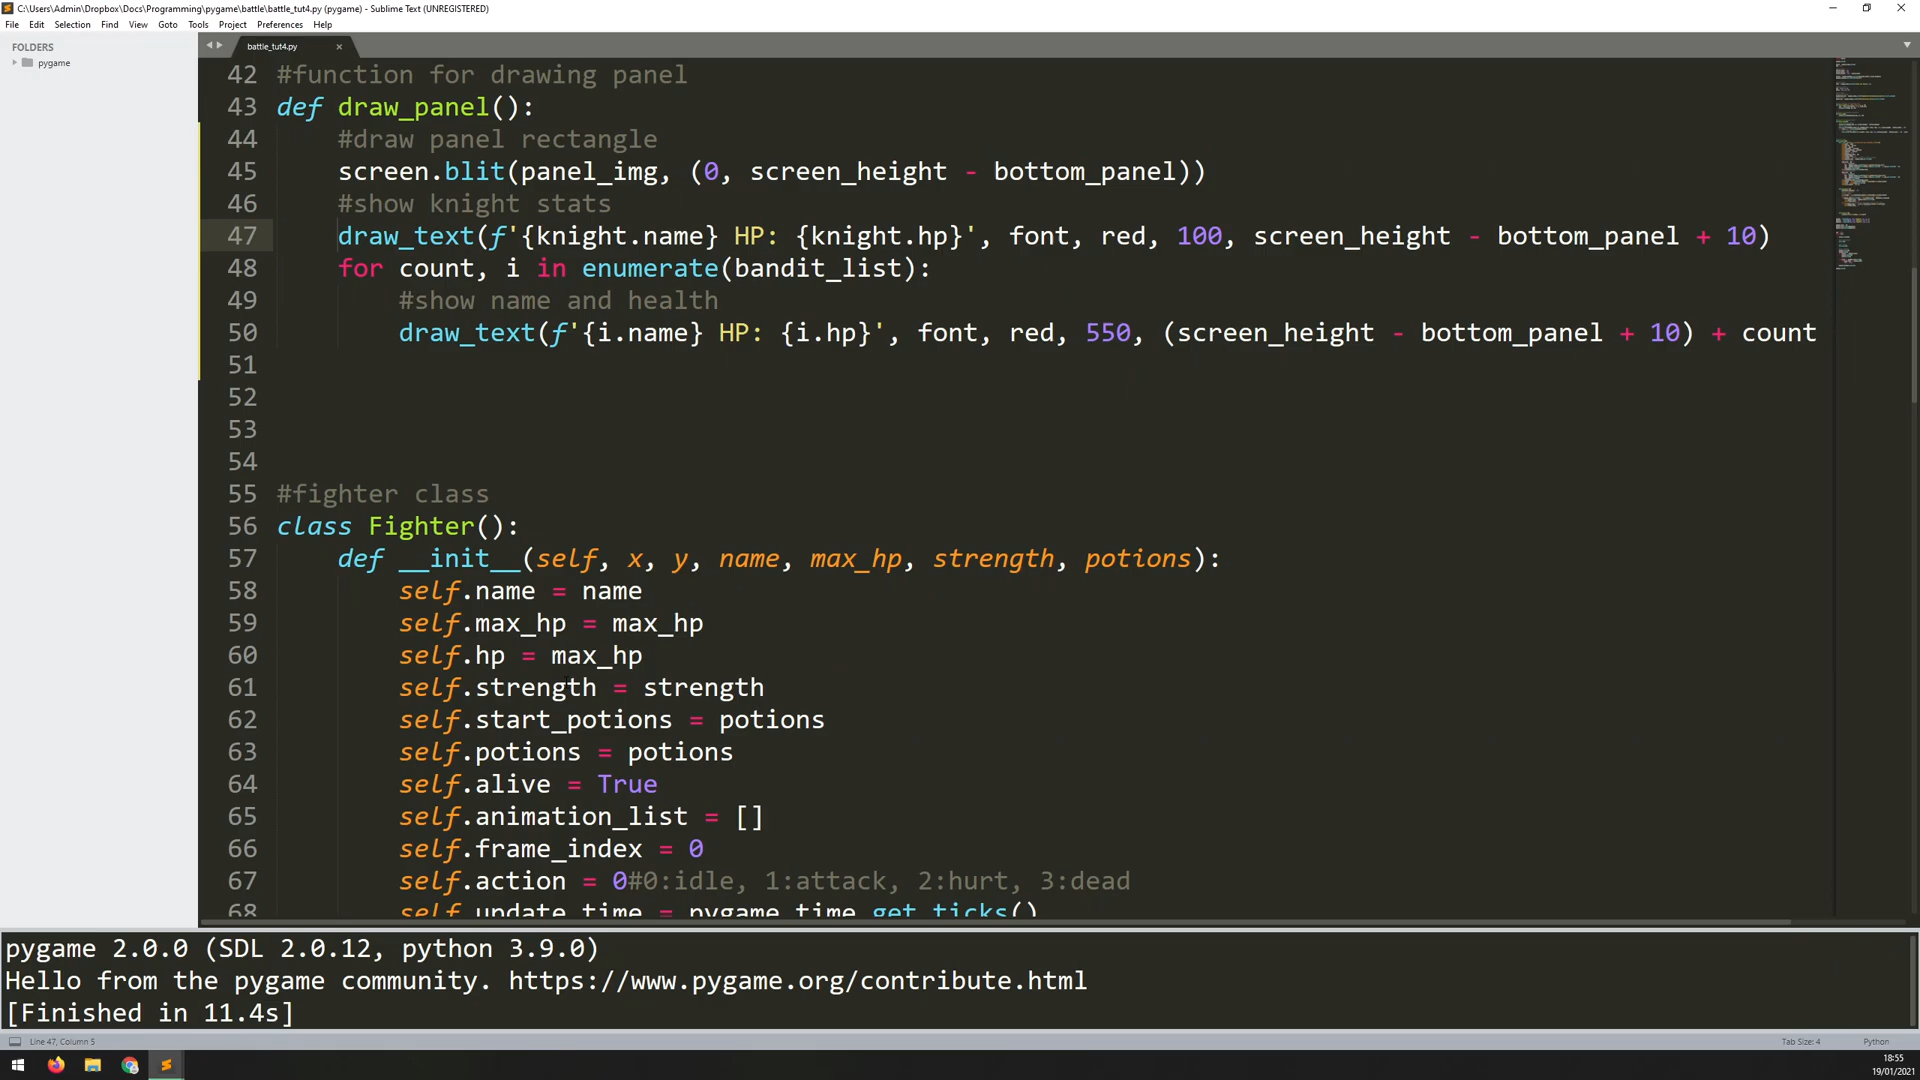 C:\Users\Admin\Dropbox\Docs\Programming\pygame\battle\battle_tut4.py (pygame) - Sublime Text (UNREGISTERED)
File Edit Selection Find View Goto Tools Project Preferences Help
FOLDERS
pygame
battle_tut4.py
42 #function for drawing panel
43 def draw_panel():
44     #draw panel rectangle
45     screen.blit(panel_img, (0, screen_height - bottom_panel))
46     #show knight stats
47     draw_text(f'{knight.name} HP: {knight.hp}', font, red, 100, screen_height - bottom_panel + 10)
48     for count, i in enumerate(bandit_list):
49         #show name and health
50         draw_text(f'{i.name} HP: {i.hp}', font, red, 550, (screen_height - bottom_panel + 10) + count
51
52
53
54
55 #fighter class
56 class Fighter():
57     def __init__(self, x, y, name, max_hp, strength, potions):
58         self.name = name
59         self.max_hp = max_hp
60         self.hp = max_hp
61         self.strength = strength
62         self.start_potions = potions
63         self.potions = potions
64         self.alive = True
65         self.animation_list = []
66         self.frame_index = 0
67         self.action = 0#0:idle, 1:attack, 2:hurt, 3:dead
68         self.update_time = pygame.time.get_ticks()
pygame 2.0.0 (SDL 2.0.12, python 3.9.0)
Hello from the pygame community. https://www.pygame.org/contribute.html
[Finished in 11.4s]
Line 47, Column 5
Tab Size: 4
Python
18:55
19/01/2021